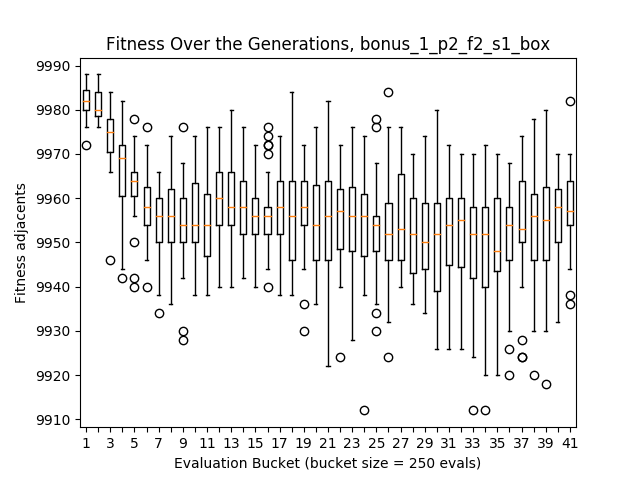 Fitness Over the Generations, bonus_1_p2_f2_s1_box
Fitness adjacents
9990
9980
9970
9960
9950
9940
9930
9920
9910
1 3 5 7 9 11 13 15 17 19 21 23 25 27 29 31 33 35 37 39 41
Evaluation Bucket (bucket size = 250 evals)